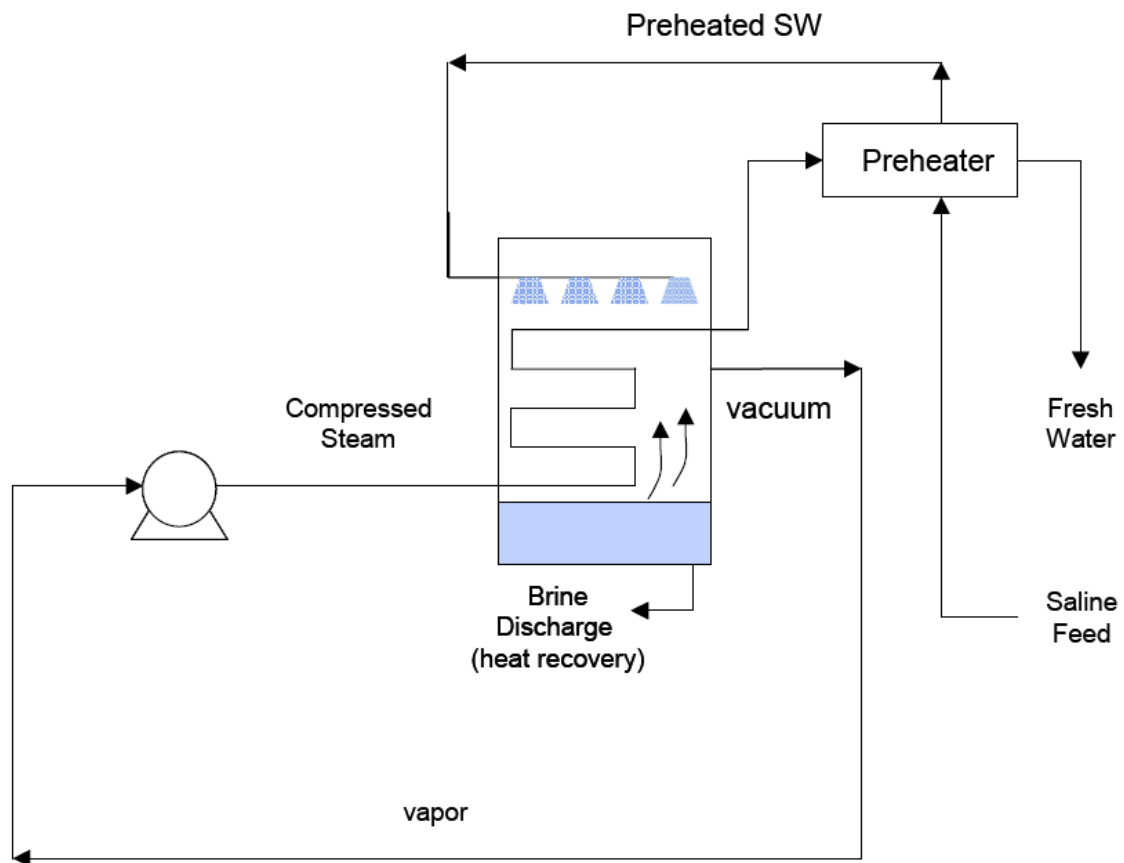 Preheated SW
Preheater
Compressed
Steam
vacuum
Fresh
Water
Brine
Discharge
(heat recovery)
Saline
Feed
vapor